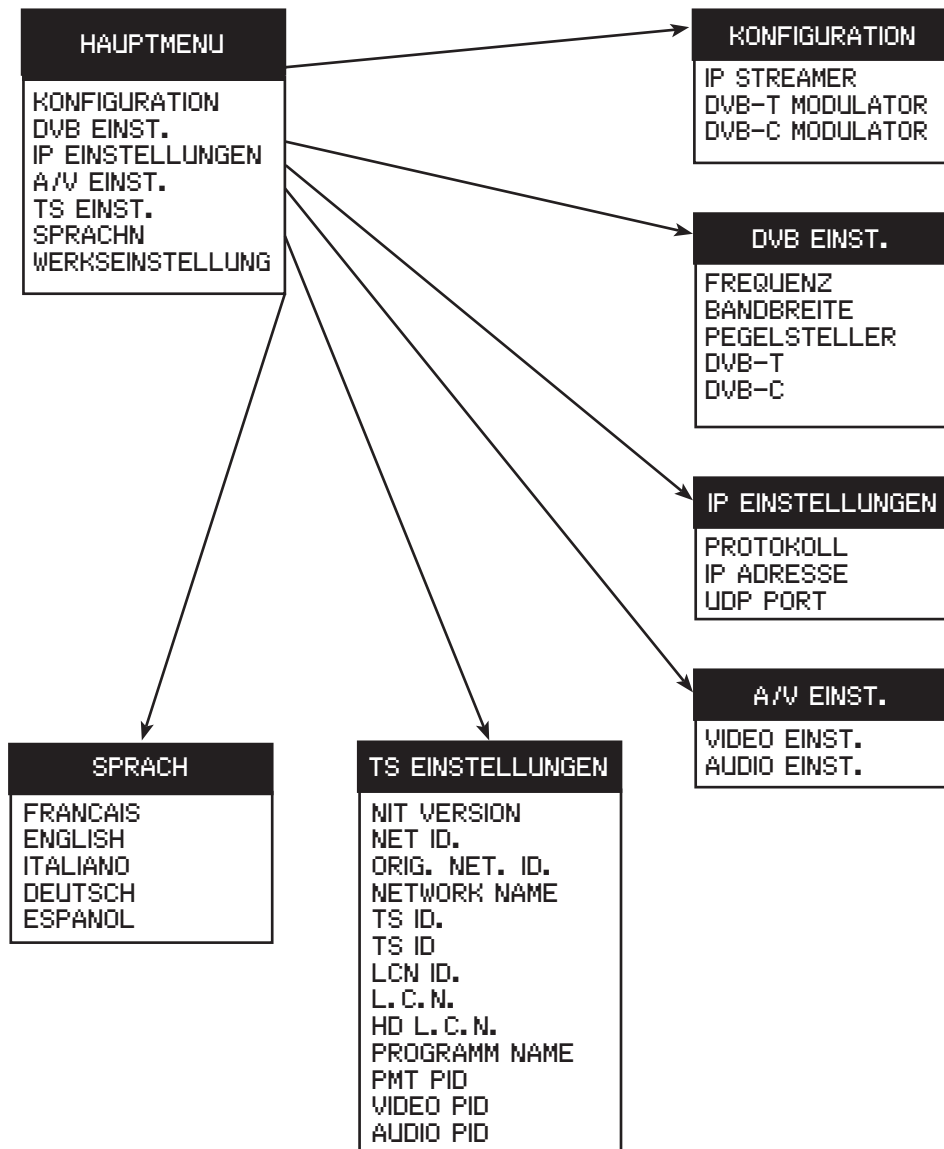 HAUPTMENU
KONFIGURATION
DVB EINST.
IP EINSTELLUNGEN
A/V EINST.
TS EINST.
SPRACHN
WERKSEINSTELLUNG
KONFIGURATION
IP STREAMER
DVB-T MODULATOR
DVB-C MODULATOR
DVB EINST.
FREQUENZ
BANDBREITE
PEGELSTELLER
DVB-T
DVB-C
IP EINSTELLUNGEN
PROTOKOLL
IP ADRESSE
UDP PORT
A/V EINST.
VIDEO EINST.
AUDIO EINST.
SPRACH
FRANCAIS
ENGLISH
ITALIANO
DEUTSCH
ESPANOL
TS EINSTELLUNGEN
NIT VERSION
NET ID.
ORIG. NET. ID.
NETWORK NAME
TS ID.
TS ID
LCN ID.
L.C.N.
HD L.C.N.
PROGRAMM NAME
PMT PID
VIDEO PID
AUDIO PID